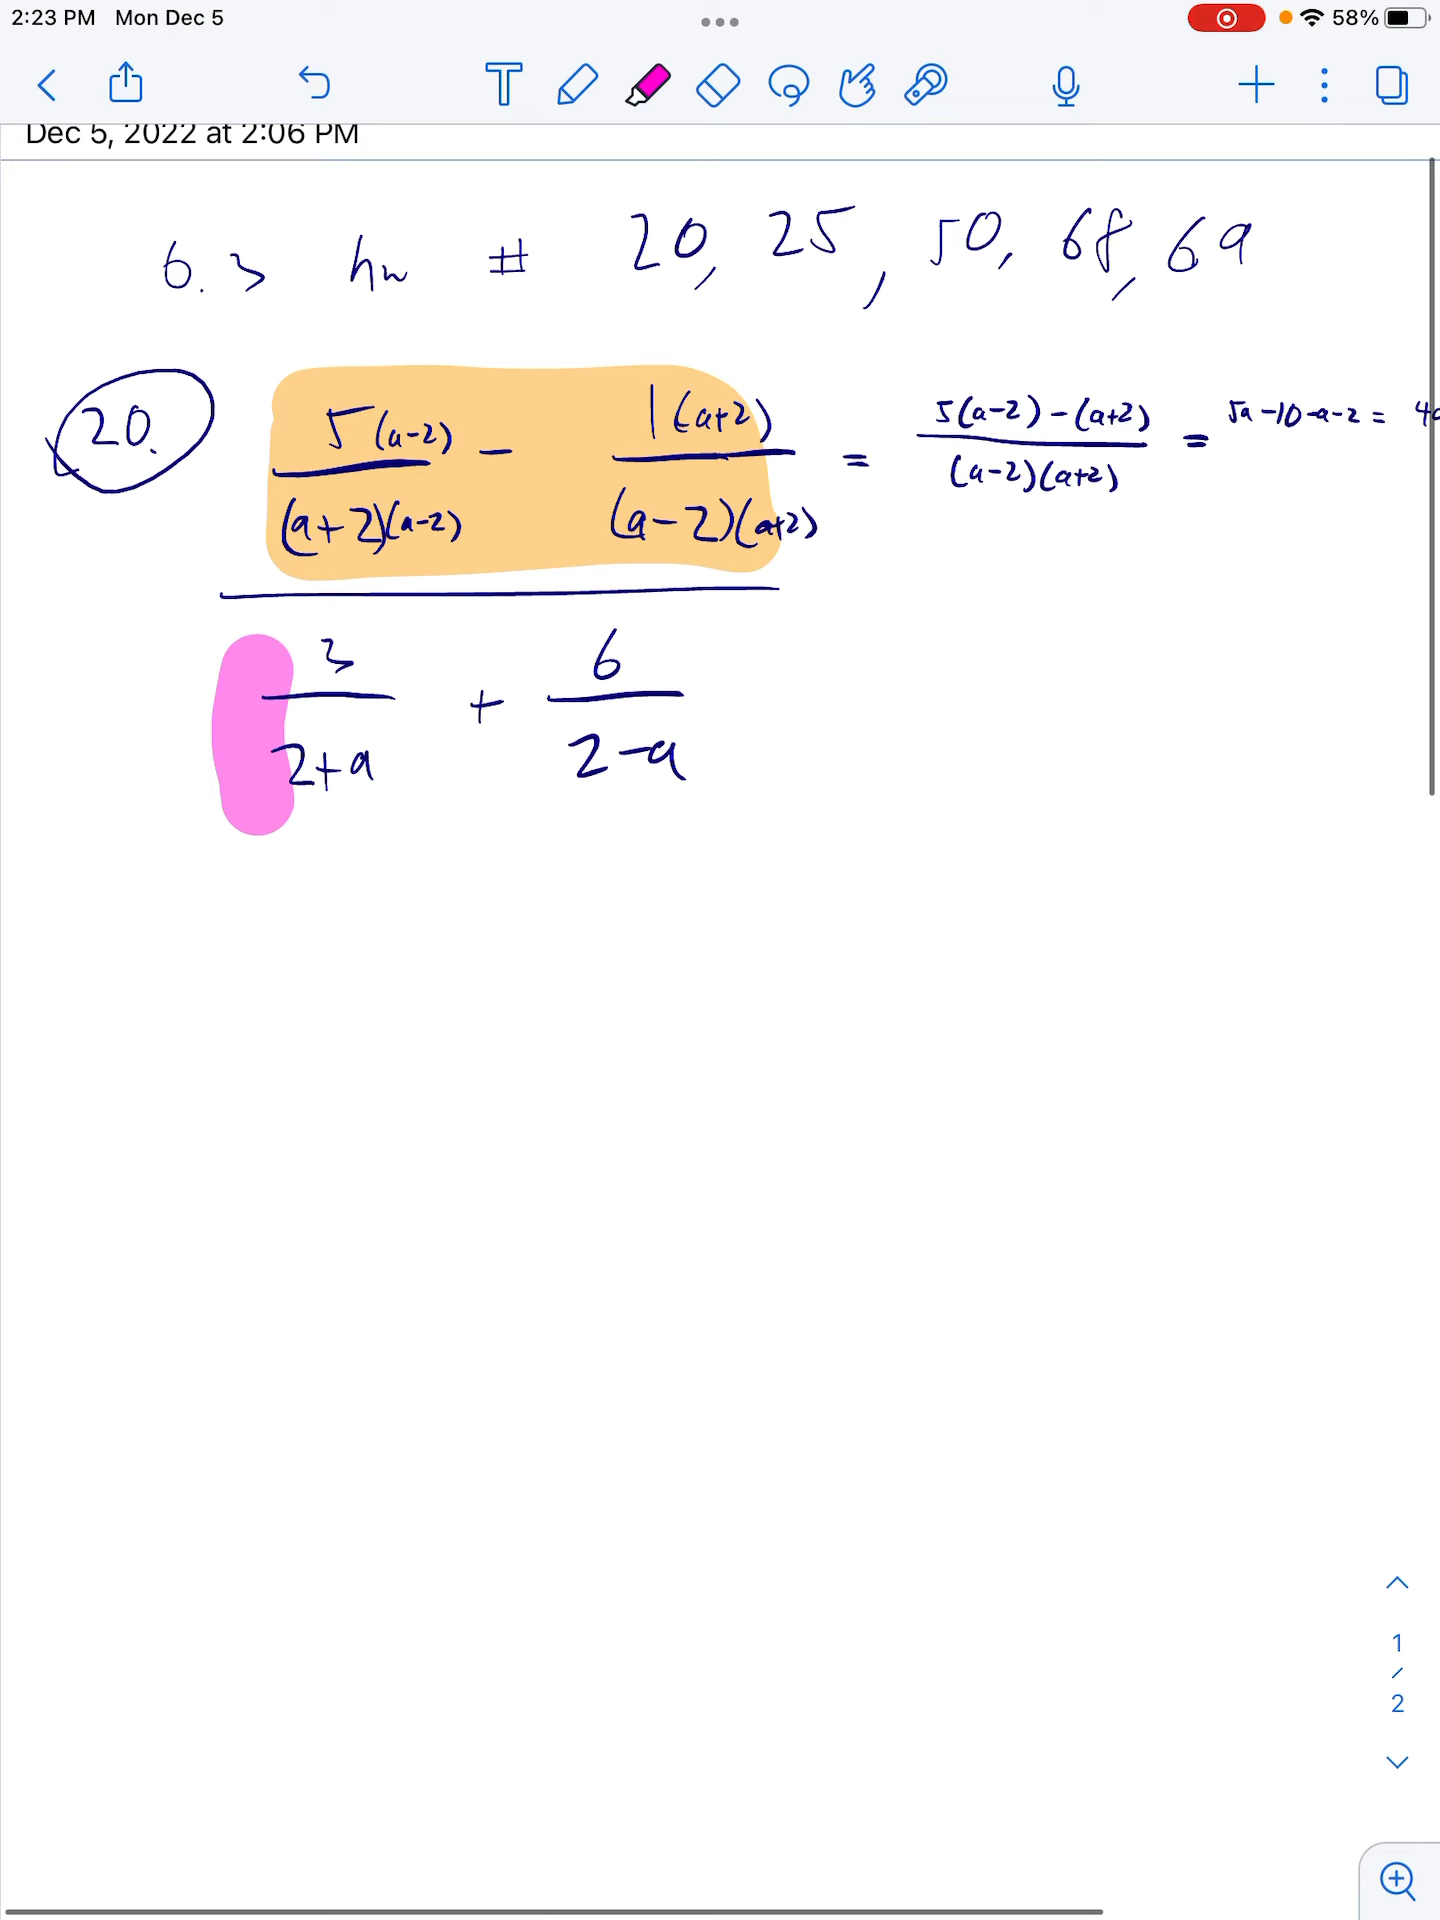 2:23 PM Mon Dec 5 58%
T
Dec 5, 2022 at 2:06 PM
6.3 hw # 20, 25, 50, 68, 69
20.
5(a-2) - 1(a+2) = 5(a-2)-(a+2) = 5a-10-a-2 = 4a
(a+2)(a-2) (a-2)(a+2) (a-2)(a+2)
3 + 6
2+a 2-a
1
/
2